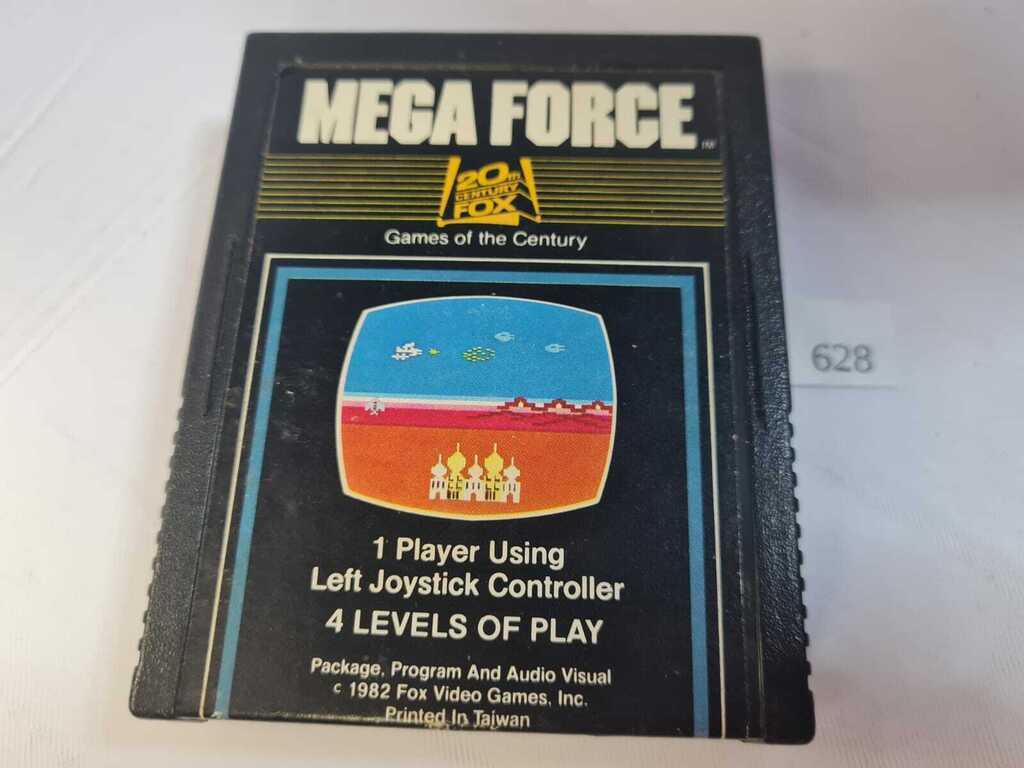 MEGA FORCE TM
20th
CENTURY
FOX
Games of the Century
628
1 Player Using
Left Joystick Controller
4 LEVELS OF PLAY
Package, Program And Audio Visual
c 1982 Fox Video Games, Inc.
Printed In Taiwan